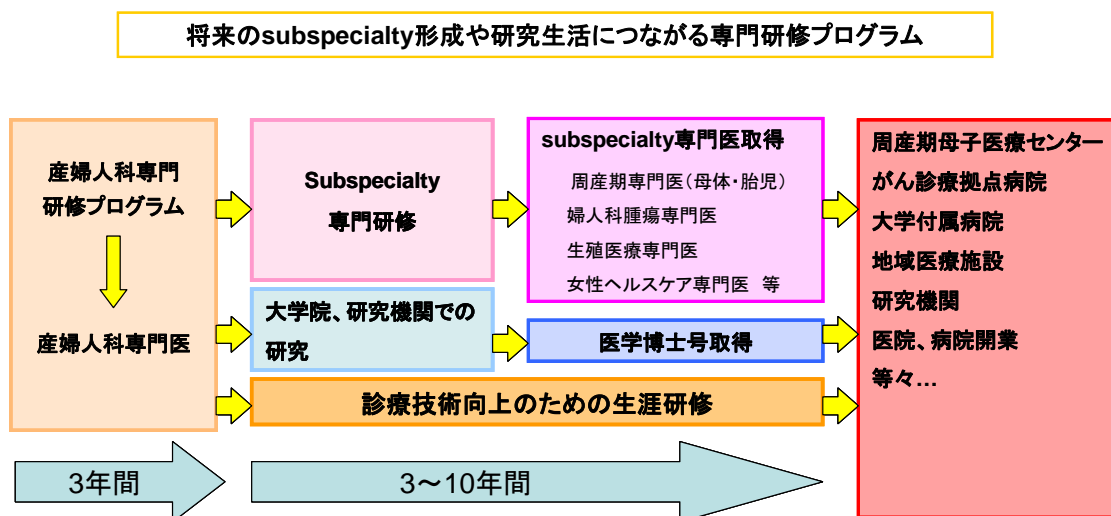 将来のsubspecialty形成や研究生活につながる専門研修プログラム
産婦人科専門
研修プログラム
産婦人科専門医
Subspecialty
専門研修
subspecialty専門医取得
周産期専門医(母体・胎児)
婦人科腫瘍専門医
生殖医療専門医
女性ヘルスケア専門医 等
大学院、研究機関での
研究
医学博士号取得
診療技術向上のための生涯研修
周産期母子医療センター
がん診療拠点病院
大学付属病院
地域医療施設
研究機関
医院、病院開業
等々…
3年間
3～10年間